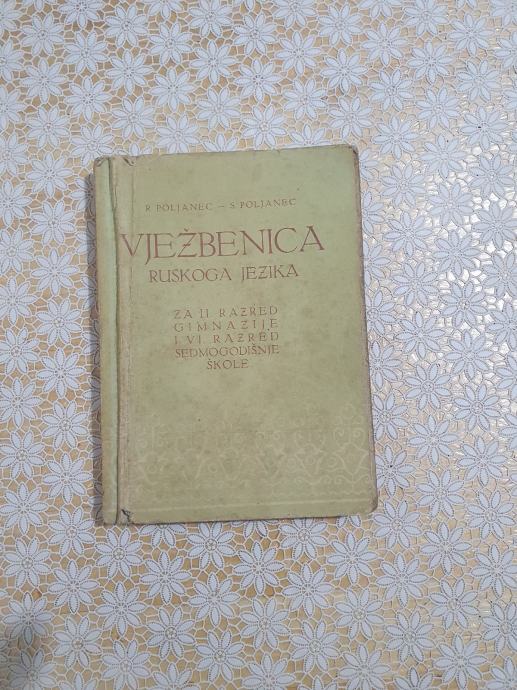 R. POLJANEC — S. POLJANEC
VJEŽBENICA
RUSKOGA JEZIKA
ZA II RAZRED
GIMNAZIJE
I VI. RAZRED
SEDMOGODIŠNJE
ŠKOLE